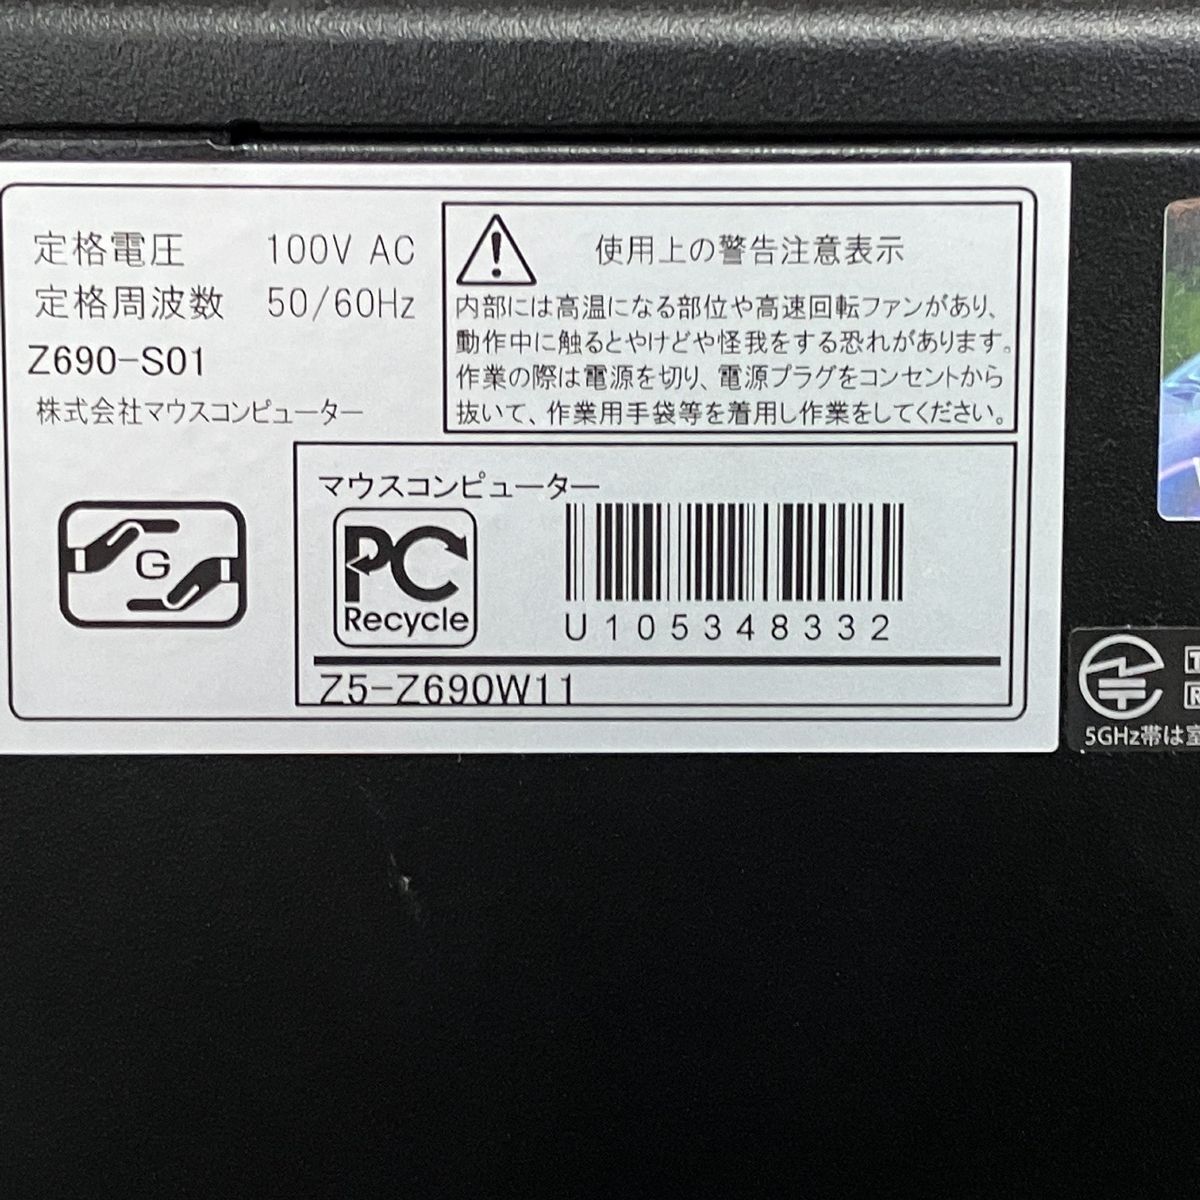 定格電圧 100V AC
定格周波数 50/60Hz
Z690-S01
株式会社マウスコンピューター
使用上の警告注意表示
内部には高温になる部位や高速回転ファンがあり、
動作中に触るとやけどや怪我をする恐れがあります。
作業の際は電源を切り、電源プラグをコンセントから
抜いて、作業用手袋等を着用し作業をしてください。
G
マウスコンピューター
PC
Recycle
U105348332
Z5-Z690W11
5GHz帯は